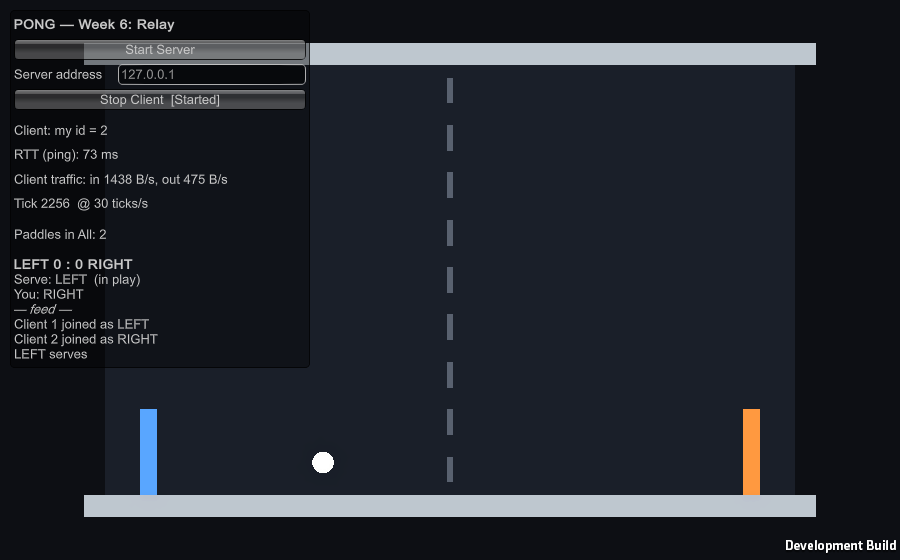 PONG — Week 6: Relay
Start Server
Server address 127.0.0.1
Stop Client [Started]
Client: my id = 2
RTT (ping): 73 ms
Client traffic: in 1438 B/s, out 475 B/s
Tick 2256 @ 30 ticks/s
Paddles in All: 2
LEFT 0 : 0 RIGHT
Serve: LEFT (in play)
You: RIGHT
— feed —
Client 1 joined as LEFT
Client 2 joined as RIGHT
LEFT serves
Development Build